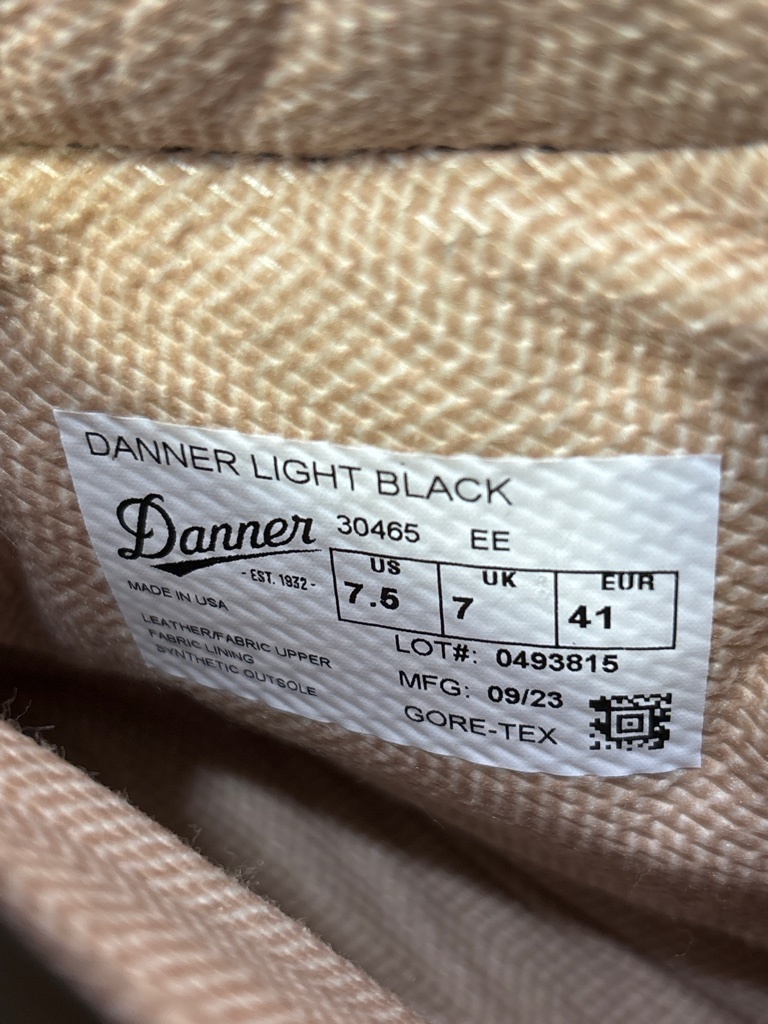 DANNER LIGHT BLACK
Danner 30465 EE
- EST. 1932 -
US UK EUR
7.5 7 41
MADE IN USA
LEATHER/FABRIC UPPER
FABRIC LINING
SYNTHETIC OUTSOLE
LOT#: 0493815
MFG: 09/23
GORE-TEX